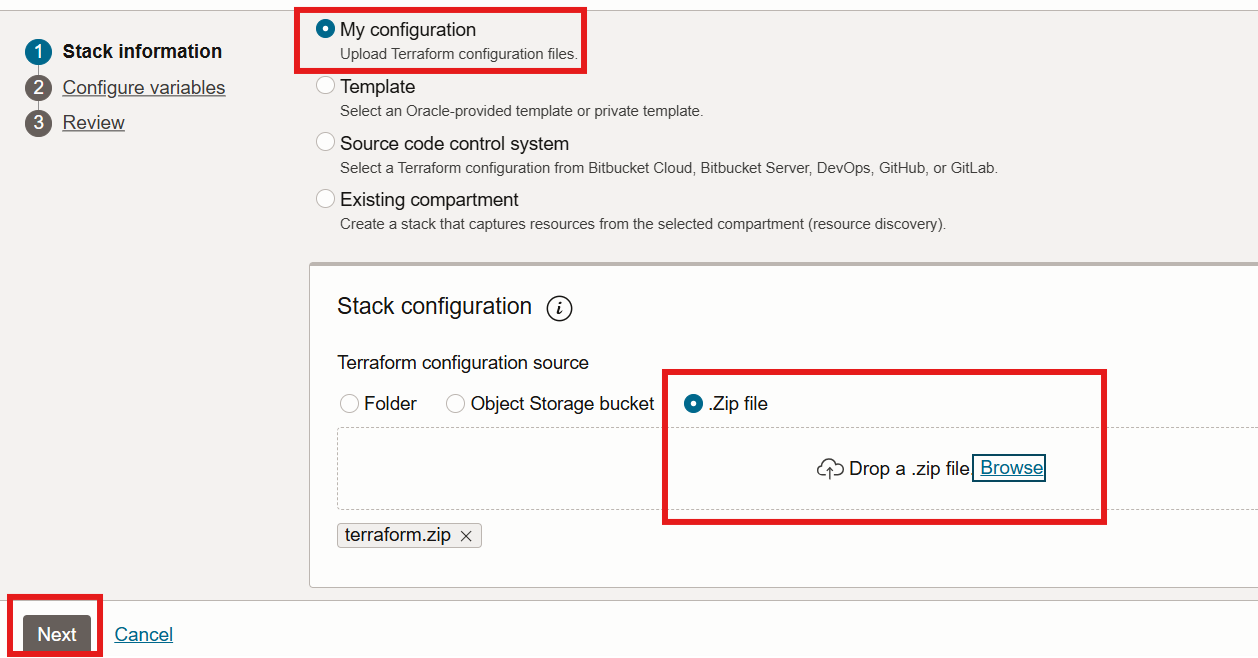 1 Stack information
2 Configure variables
3 Review
My configuration
Upload Terraform configuration files.
Template
Select an Oracle-provided template or private template.
Source code control system
Select a Terraform configuration from Bitbucket Cloud, Bitbucket Server, DevOps, GitHub, or GitLab.
Existing compartment
Create a stack that captures resources from the selected compartment (resource discovery).
Stack configuration i
Terraform configuration source
Folder Object Storage bucket .Zip file
Drop a .zip file Browse
terraform.zip ×
Next Cancel